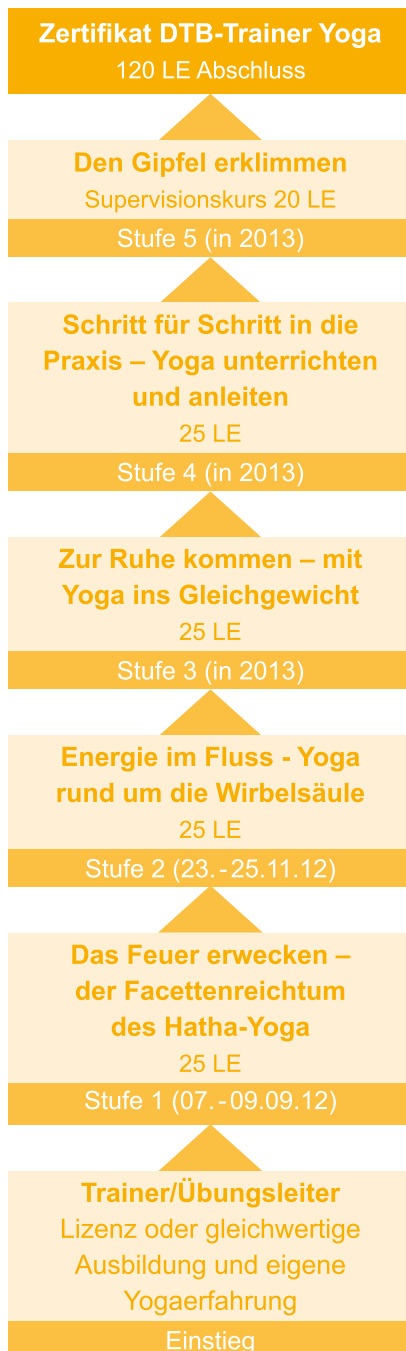 Zertifikat DTB-Trainer Yoga
120 LE Abschluss
Den Gipfel erklimmen
Supervisionskurs 20 LE
Stufe 5 (in 2013)
Schritt für Schritt in die
Praxis – Yoga unterrichten
und anleiten
25 LE
Stufe 4 (in 2013)
Zur Ruhe kommen – mit
Yoga ins Gleichgewicht
25 LE
Stufe 3 (in 2013)
Energie im Fluss - Yoga
rund um die Wirbelsäule
25 LE
Stufe 2 (23. - 25.11.12)
Das Feuer erwecken –
der Facettenreichtum
des Hatha-Yoga
25 LE
Stufe 1 (07. - 09.09.12)
Trainer/Übungsleiter
Lizenz oder gleichwertige
Ausbildung und eigene
Yogaerfahrung
Einstieg